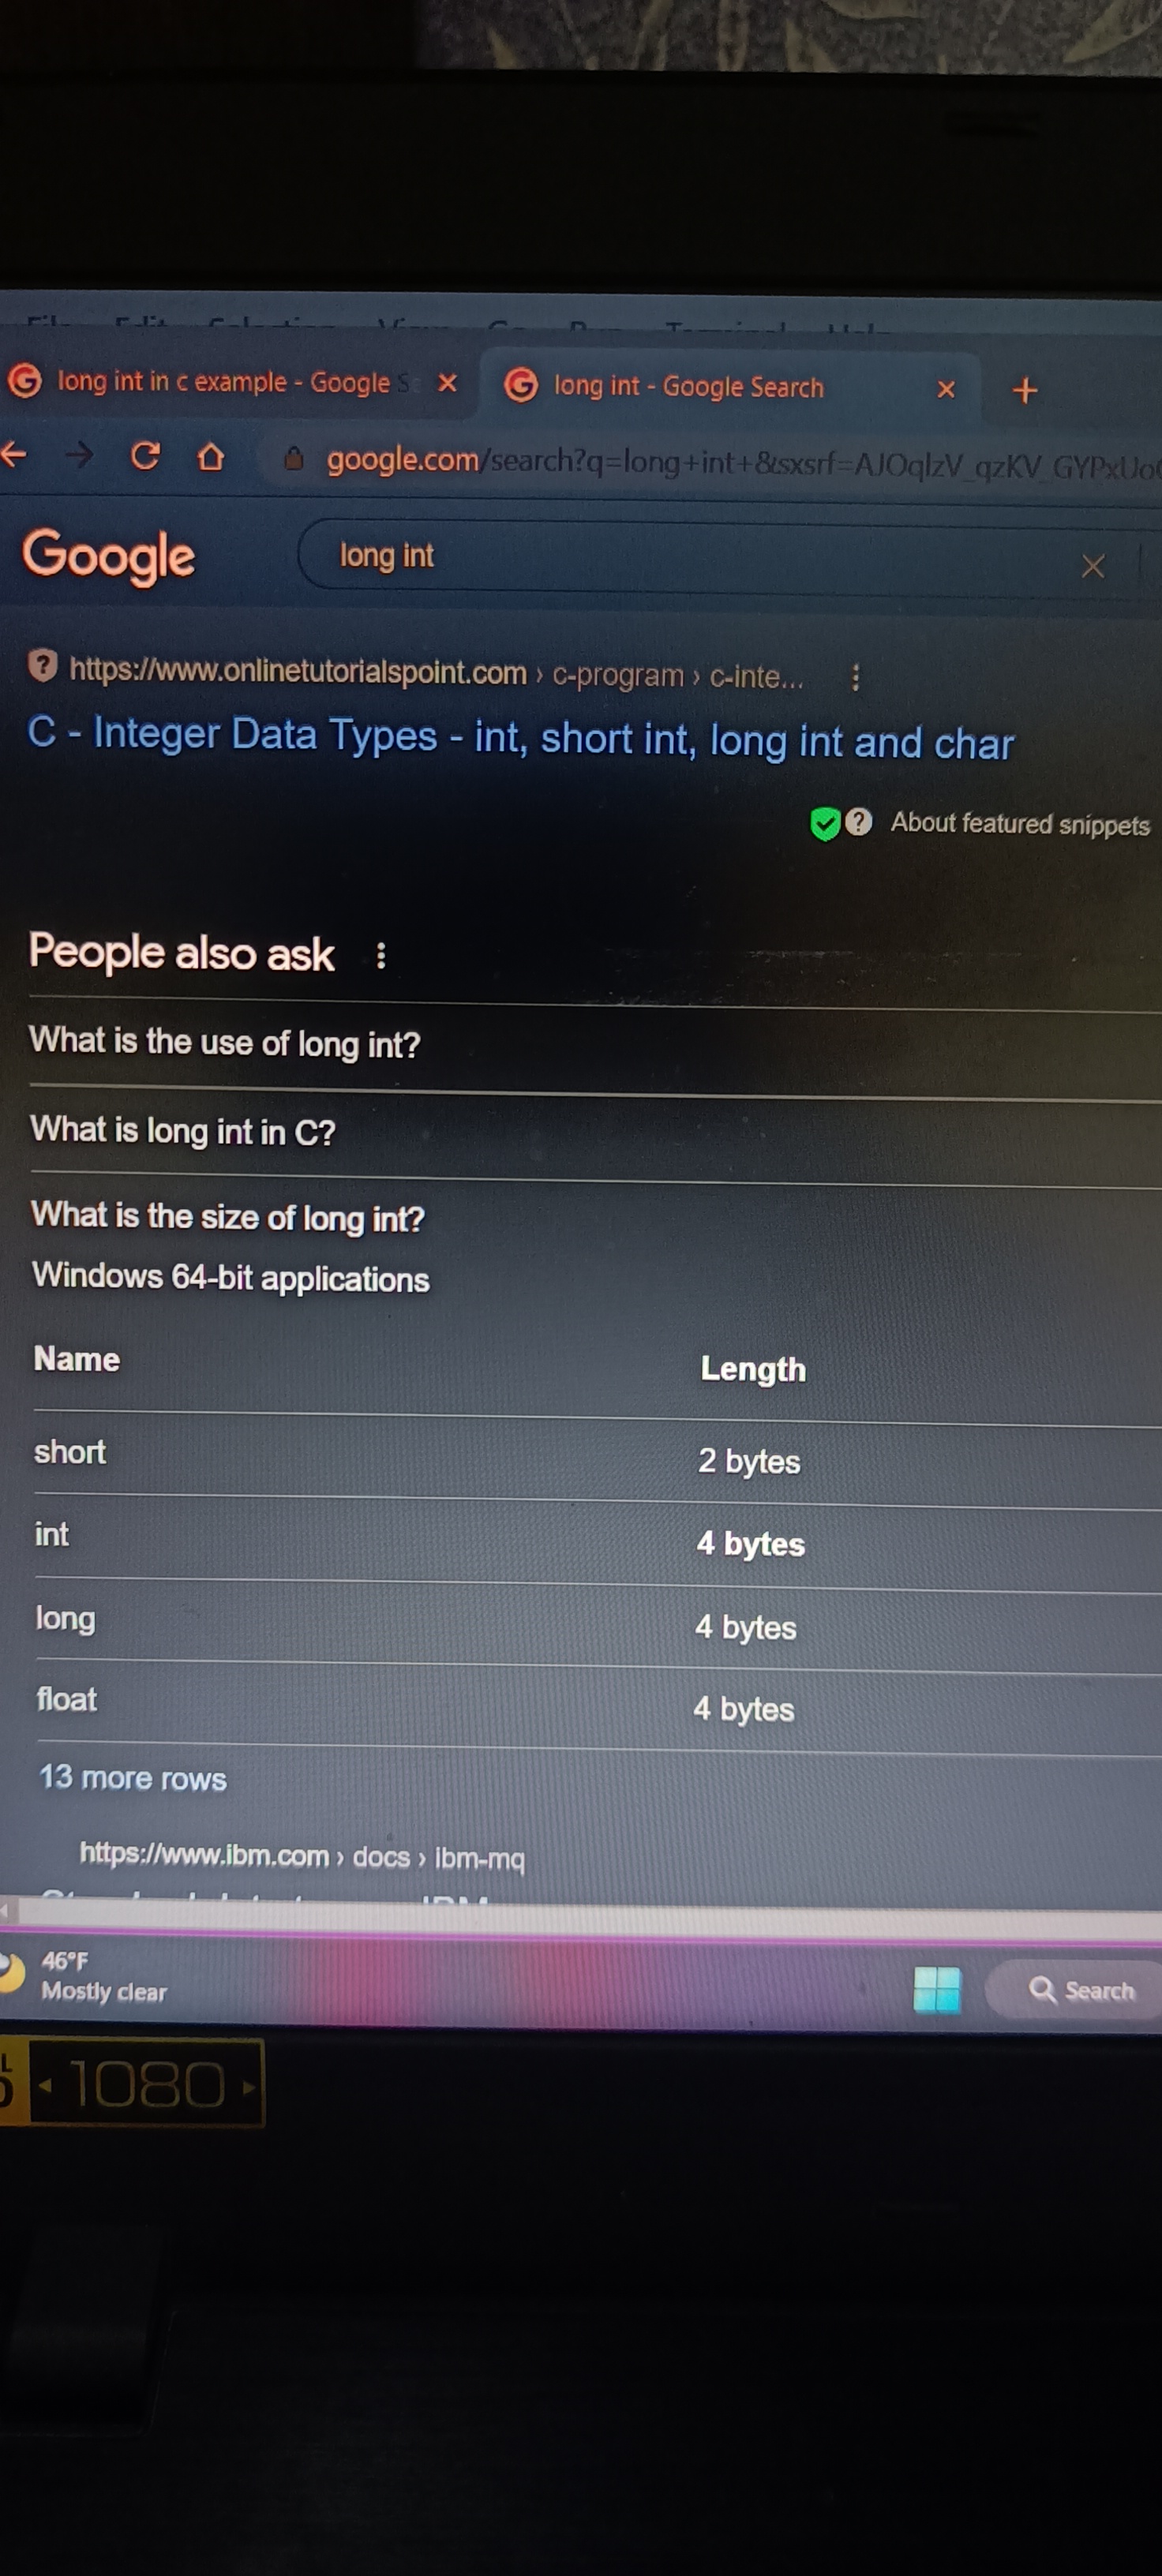 long int in c example - Google S
long int - Google Search
google.com/search?q=long+int+&sxsrf=AJOqlzV_qzKV_GYPxUo
Google
long int
https://www.onlinetutorialspoint.com › c-program › c-inte...
C - Integer Data Types - int, short int, long int and char
About featured snippets
People also ask
What is the use of long int?
What is long int in C?
What is the size of long int?
Windows 64-bit applications
Name Length
short 2 bytes
int 4 bytes
long 4 bytes
float 4 bytes
13 more rows
https://www.ibm.com › docs › ibm-mq
46°F
Mostly clear
Search
1080